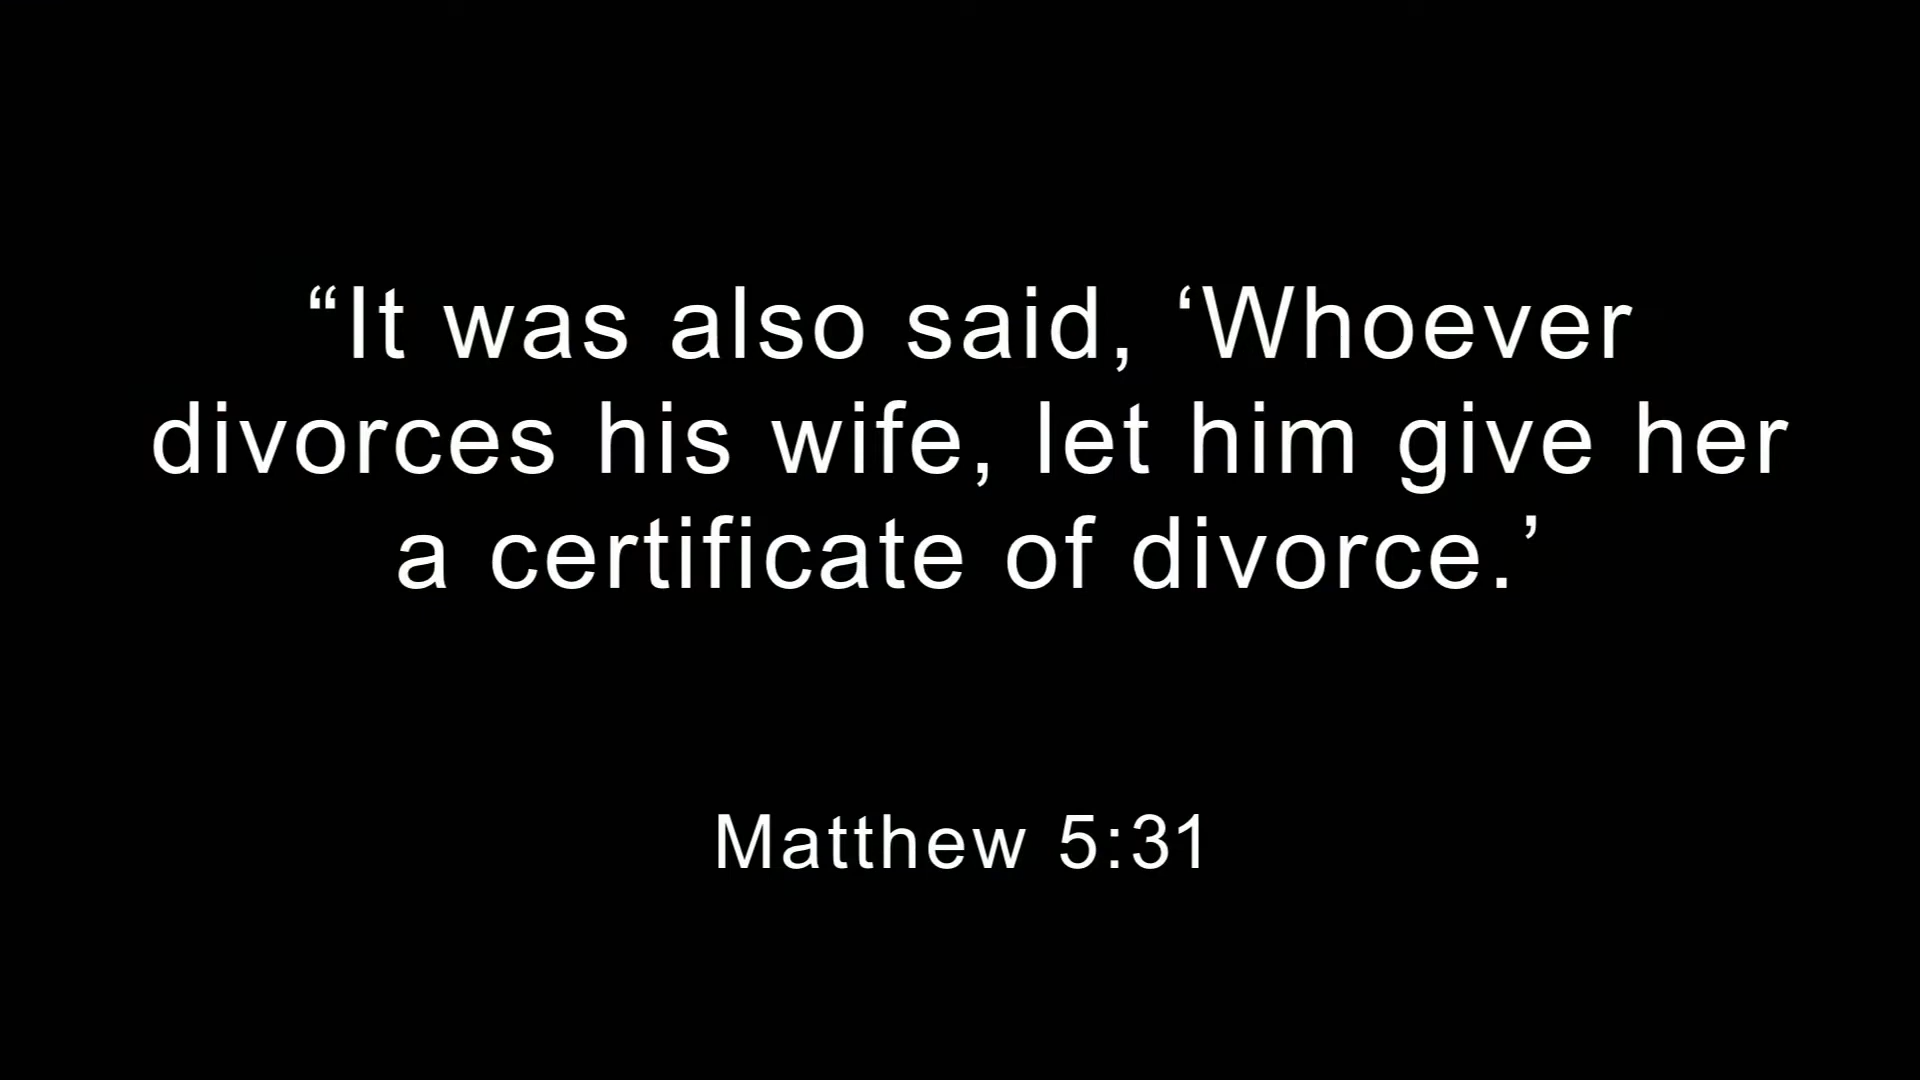 “It was also said, ‘Whoever
divorces his wife, let him give her
a certificate of divorce.’
Matthew 5:31